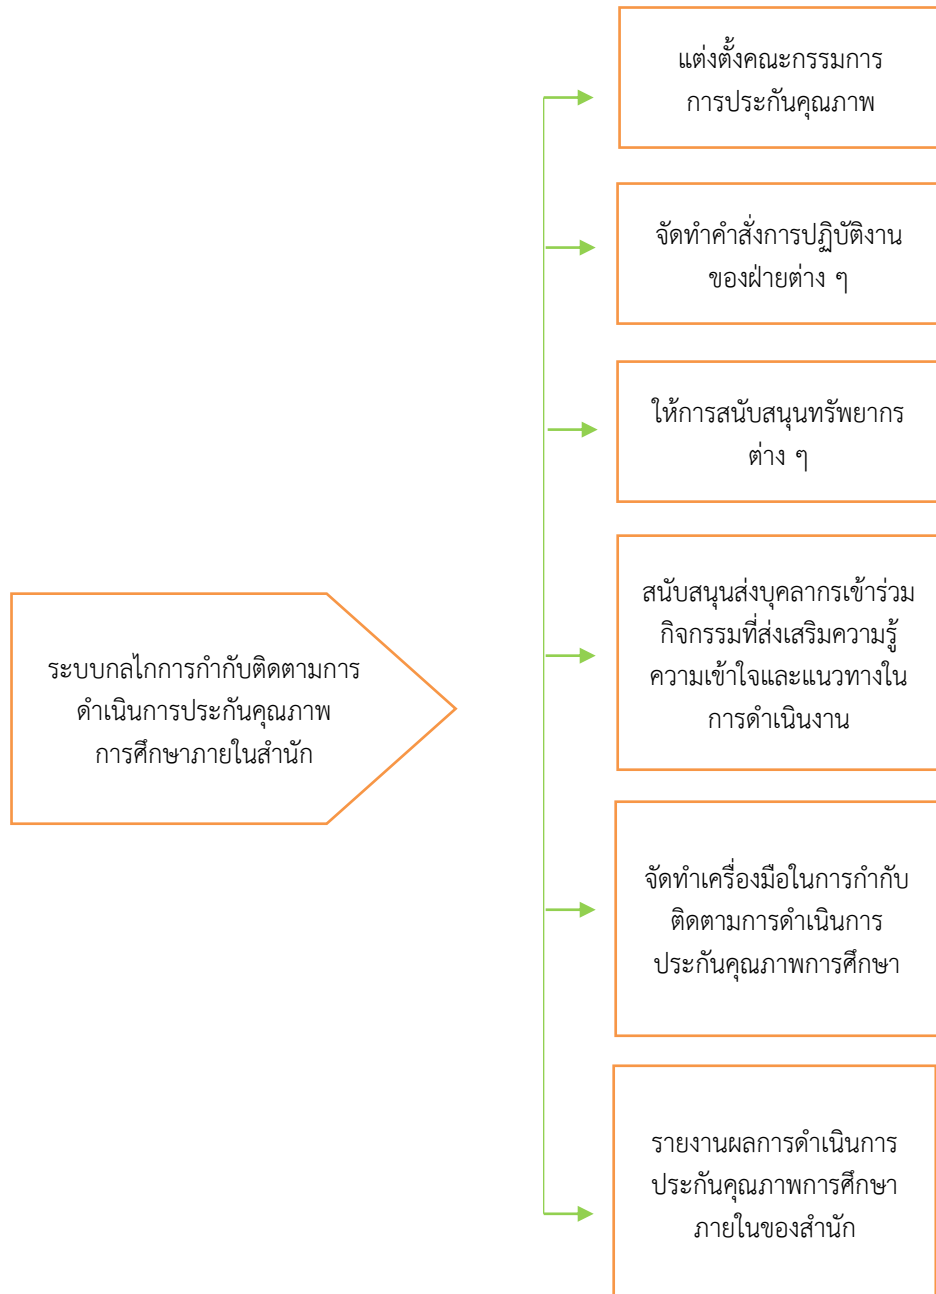 แต่งตั้งคณะกรรมการ
การประกันคุณภาพ
จัดทำคำสั่งการปฏิบัติงาน
ของฝ่ายต่าง ๆ
ให้การสนับสนุนทรัพยากร
ต่าง ๆ
สนับสนุนส่งบุคลากรเข้าร่วม
กิจกรรมที่ส่งเสริมความรู้
ความเข้าใจและแนวทางใน
การดำเนินงาน
ระบบกลไกการกำกับติดตามการ
ดำเนินการประกันคุณภาพ
การศึกษาภายในสำนัก
จัดทำเครื่องมือในการกำกับ
ติดตามการดำเนินการ
ประกันคุณภาพการศึกษา
รายงานผลการดำเนินการ
ประกันคุณภาพการศึกษา
ภายในของสำนัก